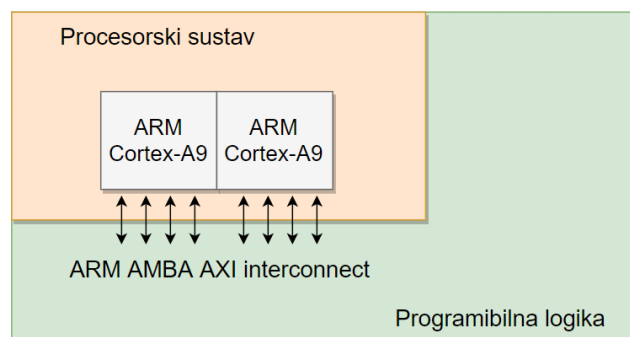 Procesorski sustav
ARM
Cortex-A9
ARM
Cortex-A9
ARM AMBA AXI interconnect
Programibilna logika